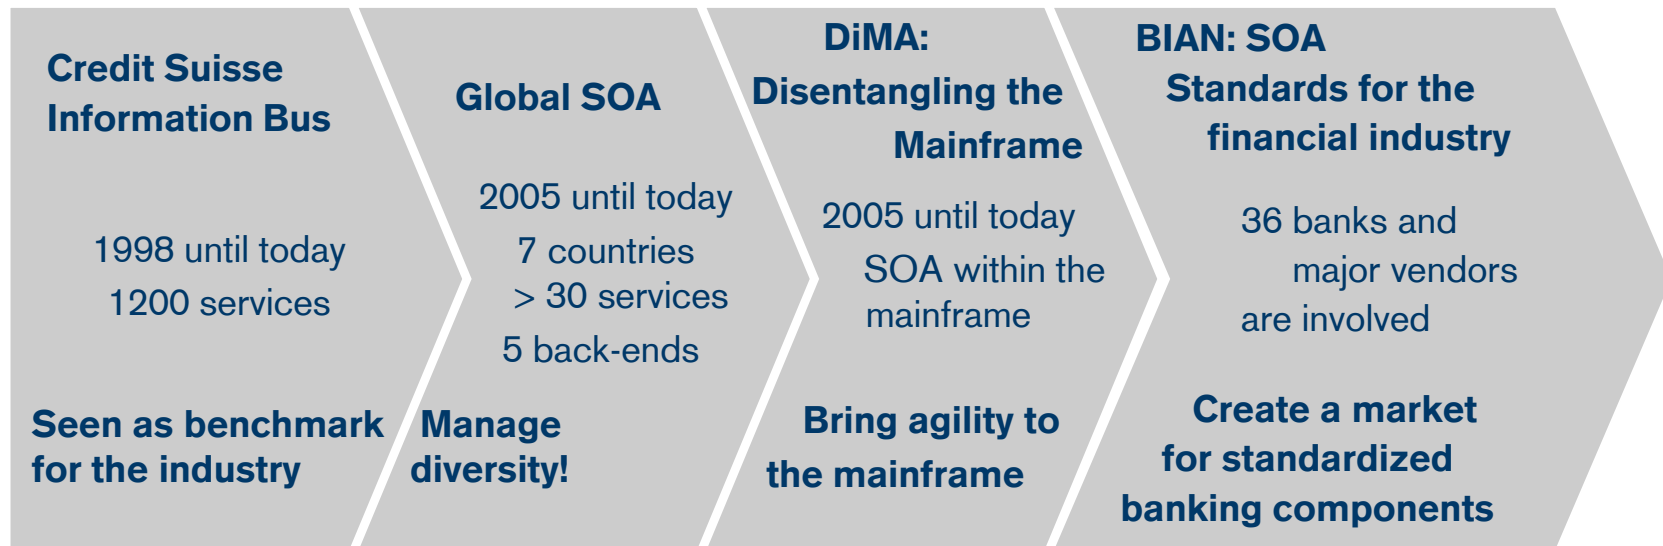 Credit Suisse
Information Bus
1998 until today
1200 services
Seen as benchmark
for the industry
Global SOA
2005 until today
7 countries
> 30 services
5 back-ends
Manage
diversity!
DiMA:
Disentangling the
Mainframe
2005 until today
SOA within the
mainframe
Bring agility to
the mainframe
BIAN: SOA
Standards for the
financial industry
36 banks and
major vendors
are involved
Create a market
for standardized
banking components